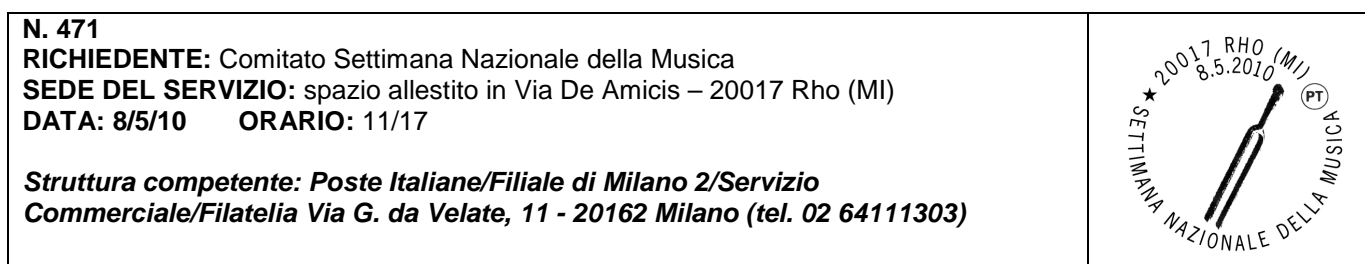 N. 471
RICHIEDENTE: Comitato Settimana Nazionale della Musica
SEDE DEL SERVIZIO: spazio allestito in Via De Amicis – 20017 Rho (MI)
DATA: 8/5/10 ORARIO: 11/17
Struttura competente: Poste Italiane/Filiale di Milano 2/Servizio
Commerciale/Filatelia Via G. da Velate, 11 - 20162 Milano (tel. 02 64111303)
★ 20017 RHO (MI)
8.5.2010
PT
SETTIMANA NAZIONALE DELLA MUSICA